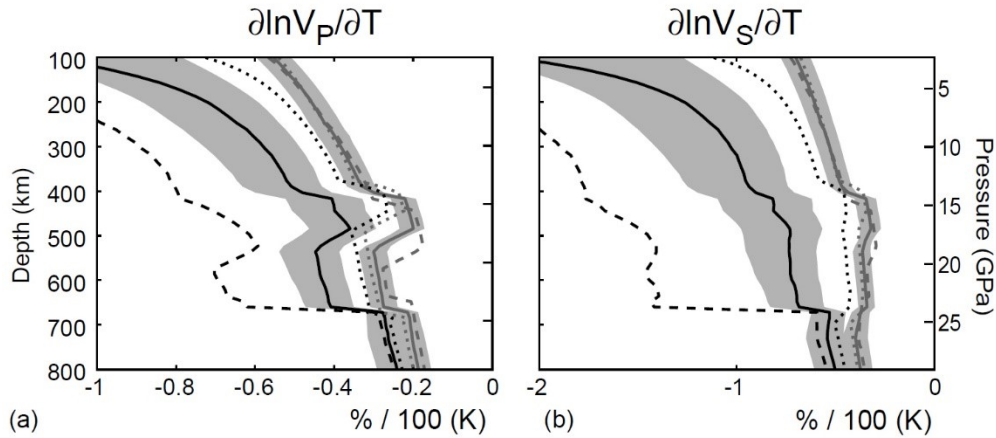 ∂lnV_P/∂T
100
200
300
400
500
600
700
800
Depth (km)
-1
-0.8
-0.6
-0.4
-0.2
0
(a)
% / 100 (K)
∂lnV_S/∂T
5
10
15
20
25
Pressure (GPa)
-2
-1
0
(b)
% / 100 (K)